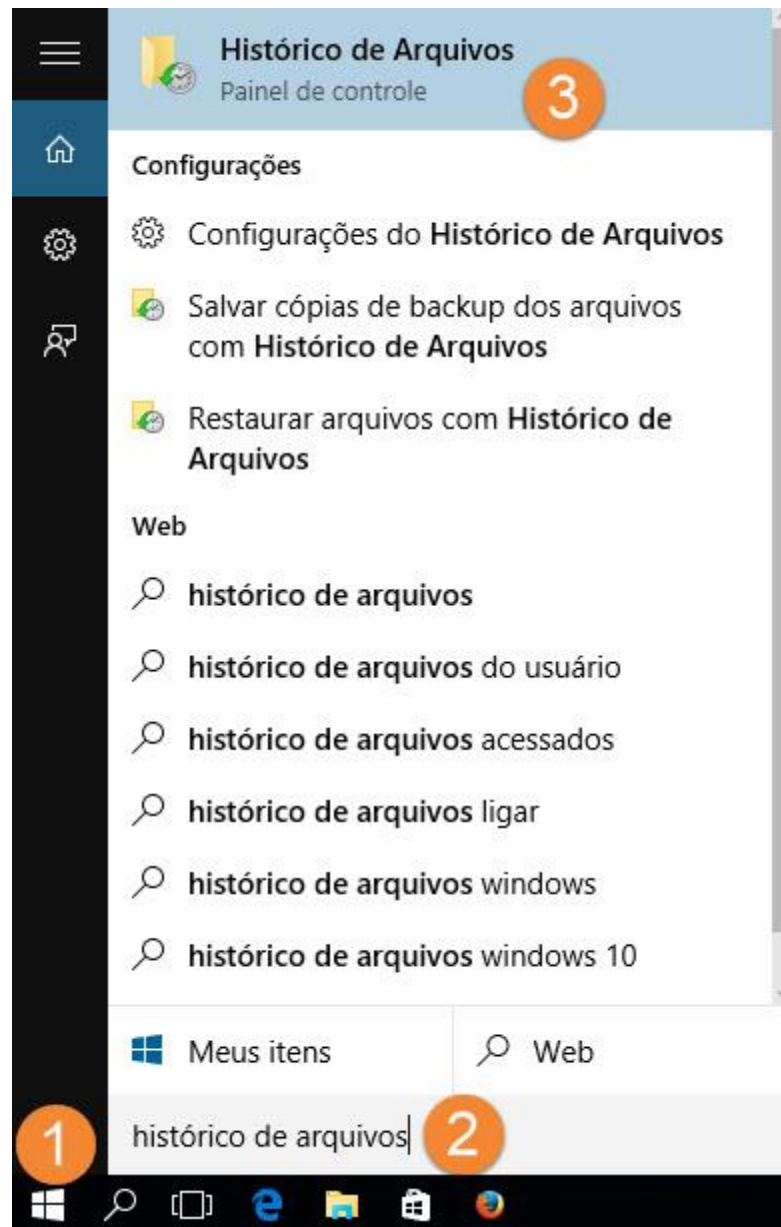 Histórico de Arquivos
Painel de controle
3
Configurações
Configurações do Histórico de Arquivos
Salvar cópias de backup dos arquivos
com Histórico de Arquivos
Restaurar arquivos com Histórico de
Arquivos
Web
histórico de arquivos
histórico de arquivos do usuário
histórico de arquivos acessados
histórico de arquivos ligar
histórico de arquivos windows
histórico de arquivos windows 10
Meus itens
Web
1
histórico de arquivos
2